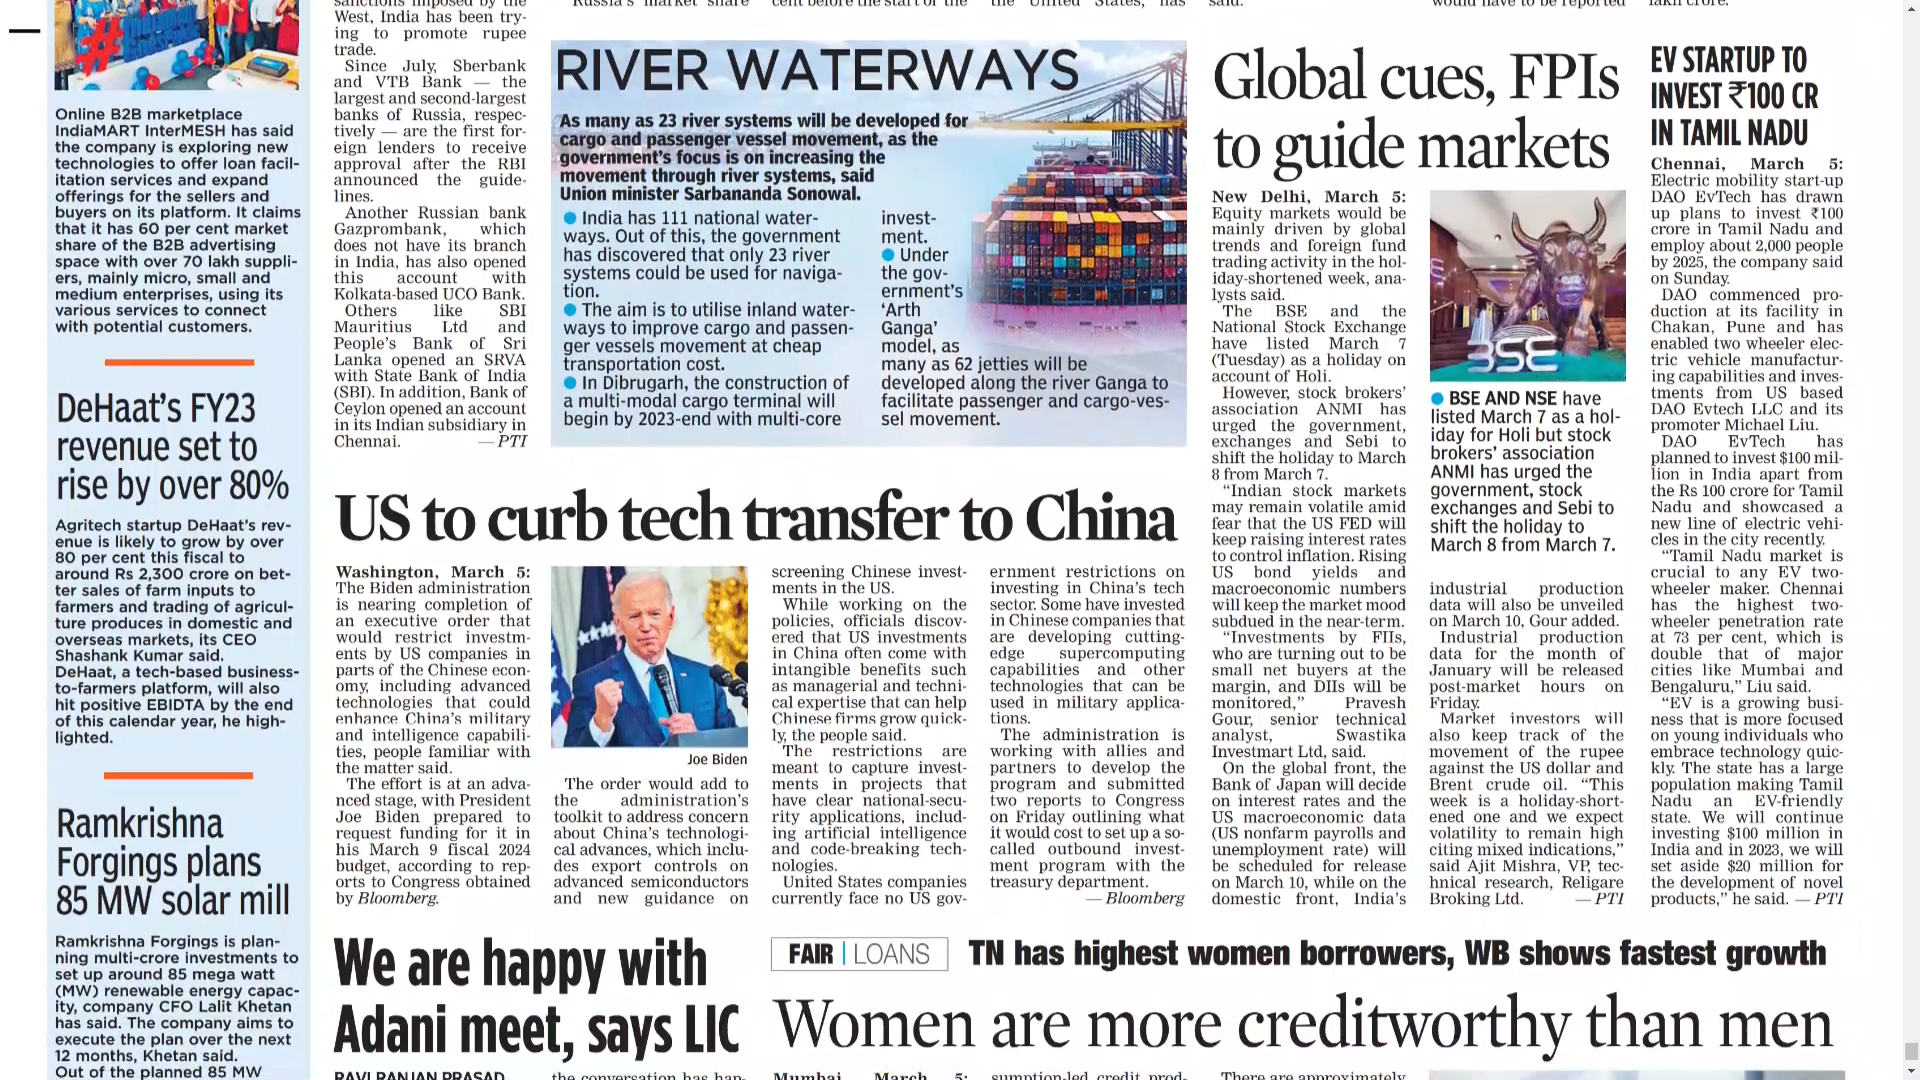 Online B2B marketplace
IndiaMART InterMESH has said
the company is exploring new
technologies to offer loan facil-
itation services and expand
offerings for the sellers and
buyers on its platform. It claims
that it has 60 per cent market
share of the B2B advertising
space with over 70 lakh suppli-
ers, mainly micro, small and
medium enterprises, using its
various services to connect
with potential customers.
DeHaat's FY23
revenue set to
rise by over 80%
Agritech startup DeHaat's rev-
enue is likely to grow by over
80 per cent this fiscal to
around Rs 2,300 crore on bet-
ter sales of farm inputs to
farmers and trading of agricul-
ture produces in domestic and
overseas markets, its CEO
Shashank Kumar said.
DeHaat, a tech-based business-
to-farmers platform, will also
hit positive EBIDTA by the end
of this calendar year, he high-
lighted.
Ramkrishna
Forgings plans
85 MW solar mill
Ramkrishna Forgings is plan-
ning multi-crore investments to
set up around 85 mega watt
(MW) renewable energy capac-
ity, company CFO Lalit Khetan
has said. The company aims to
execute the plan over the next
12 months, Khetan said.
Out of the planned 85 MW
sanctions imposed by the
West, India has been try-
ing to promote rupee
trade.
Since July, Sberbank
and VTB Bank — the
largest and second-largest
banks of Russia, respec-
tively — are the first for-
eign lenders to receive
approval after the RBI
announced the guide-
lines.
Another Russian bank
Gazprombank, which
does not have its branch
in India, has also opened
this account with
Kolkata-based UCO Bank.
Others like SBI
Mauritius Ltd and
People's Bank of Sri
Lanka opened an SRVA
with State Bank of India
(SBI). In addition, Bank of
Ceylon opened an account
in its Indian subsidiary in
Chennai. — PTI
Russia's market share
cent before the start of the
the United States, has
said.
would have to be reported
lakh crore.
RIVER WATERWAYS
As many as 23 river systems will be developed for
cargo and passenger vessel movement, as the
government's focus is on increasing the
movement through river systems, said
Union minister Sarbananda Sonowal.
● India has 111 national water-
ways. Out of this, the government
has discovered that only 23 river
systems could be used for naviga-
tion.
● The aim is to utilise inland water-
ways to improve cargo and passen-
ger vessels movement at cheap
transportation cost.
● In Dibrugarh, the construction of
a multi-modal cargo terminal will
begin by 2023-end with multi-core
invest-
ment.
● Under
the gov-
ernment's
'Arth
Ganga'
model, as
many as 62 jetties will be
developed along the river Ganga to
facilitate passenger and cargo-ves-
sel movement.
US to curb tech transfer to China
Washington, March 5:
The Biden administration
is nearing completion of
an executive order that
would restrict investm-
ents by US companies in
parts of the Chinese econ-
omy, including advanced
technologies that could
enhance China's military
and intelligence capabili-
ties, people familiar with
the matter said.
The effort is at an adva-
nced stage, with President
Joe Biden prepared to
request funding for it in
his March 9 fiscal 2024
budget, according to rep-
orts to Congress obtained
by Bloomberg.
Joe Biden
The order would add to
the administration's
toolkit to address concern
about China's technologi-
cal advances, which inclu-
des export controls on
advanced semiconductors
and new guidance on
screening Chinese invest-
ments in the US.
While working on the
policies, officials discov-
ered that US investments
in China often come with
intangible benefits such
as managerial and techni-
cal expertise that can help
Chinese firms grow quick-
ly, the people said.
The restrictions are
meant to capture invest-
ments in projects that
have clear national-secu-
rity applications, includ-
ing artificial intelligence
and code-breaking tech-
nologies.
United States companies
currently face no US gov-
ernment restrictions on
investing in China's tech
sector. Some have invested
in Chinese companies that
are developing cutting-
edge supercomputing
capabilities and other
technologies that can be
used in military applica-
tions.
The administration is
working with allies and
partners to develop the
program and submitted
two reports to Congress
on Friday outlining what
it would cost to set up a so-
called outbound invest-
ment program with the
treasury department.
— Bloomberg
Global cues, FPIs
to guide markets
New Delhi, March 5:
Equity markets would be
mainly driven by global
trends and foreign fund
trading activity in the hol-
iday-shortened week, ana-
lysts said.
The BSE and the
National Stock Exchange
have listed March 7
(Tuesday) as a holiday on
account of Holi.
However, stock brokers'
association ANMI has
urged the government,
exchanges and Sebi to
shift the holiday to March
8 from March 7.
"Indian stock markets
may remain volatile amid
fear that the US FED will
keep raising interest rates
to control inflation. Rising
US bond yields and
macroeconomic numbers
will keep the market mood
subdued in the near-term.
"Investments by FIIs,
who are turning out to be
small net buyers at the
margin, and DIIs will be
monitored," Pravesh
Gour, senior technical
analyst, Swastika
Investmart Ltd, said.
On the global front, the
Bank of Japan will decide
on interest rates and the
US macroeconomic data
(US nonfarm payrolls and
unemployment rate) will
be scheduled for release
on March 10, while on the
domestic front, India's
BSE
● BSE AND NSE have
listed March 7 as a hol-
iday for Holi but stock
brokers' association
ANMI has urged the
government, stock
exchanges and Sebi to
shift the holiday to
March 8 from March 7.
industrial production
data will also be unveiled
on March 10, Gour added.
Industrial production
data for the month of
January will be released
post-market hours on
Friday.
Market investors will
also keep track of the
movement of the rupee
against the US dollar and
Brent crude oil. "This
week is a holiday-short-
ened one and we expect
volatility to remain high
citing mixed indications,"
said Ajit Mishra, VP, tec-
hnical research, Religare
Broking Ltd. — PTI
EV STARTUP TO
INVEST ₹100 CR
IN TAMIL NADU
Chennai, March 5:
Electric mobility start-up
DAO EvTech has drawn
up plans to invest ₹100
crore in Tamil Nadu and
employ about 2,000 people
by 2025, the company said
on Sunday.
DAO commenced pro-
duction at its facility in
Chakan, Pune and has
enabled two wheeler elec-
tric vehicle manufactur-
ing capabilities and inves-
tments from US based
DAO Evtech LLC and its
promoter Michael Liu.
DAO EvTech has
planned to invest $100 mil-
lion in India apart from
the Rs 100 crore for Tamil
Nadu and showcased a
new line of electric vehi-
cles in the city recently.
"Tamil Nadu market is
crucial to any EV two-
wheeler maker. Chennai
has the highest two-
wheeler penetration rate
at 73 per cent, which is
double that of major
cities like Mumbai and
Bengaluru," Liu said.
"EV is a growing busi-
ness that is more focused
on young individuals who
embrace technology quic-
kly. The state has a large
population making Tamil
Nadu an EV-friendly
state. We will continue
investing $100 million in
India and in 2023, we will
set aside $20 million for
the development of novel
products," he said. — PTI
We are happy with
Adani meet, says LIC
RAVI RANJAN PRASAD
the conversation has hap-
FAIR | LOANS
TN has highest women borrowers, WB shows fastest growth
Women are more creditworthy than men
Mumbai, March 5:
sumption-led credit prod-
There are approximately